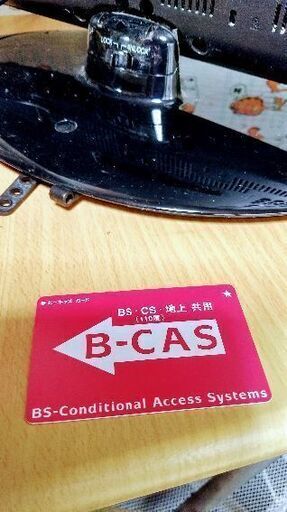 ビーキャス カード
BS・CS・地上 共用
(110度)
B-CAS
BS-Conditional Access Systems